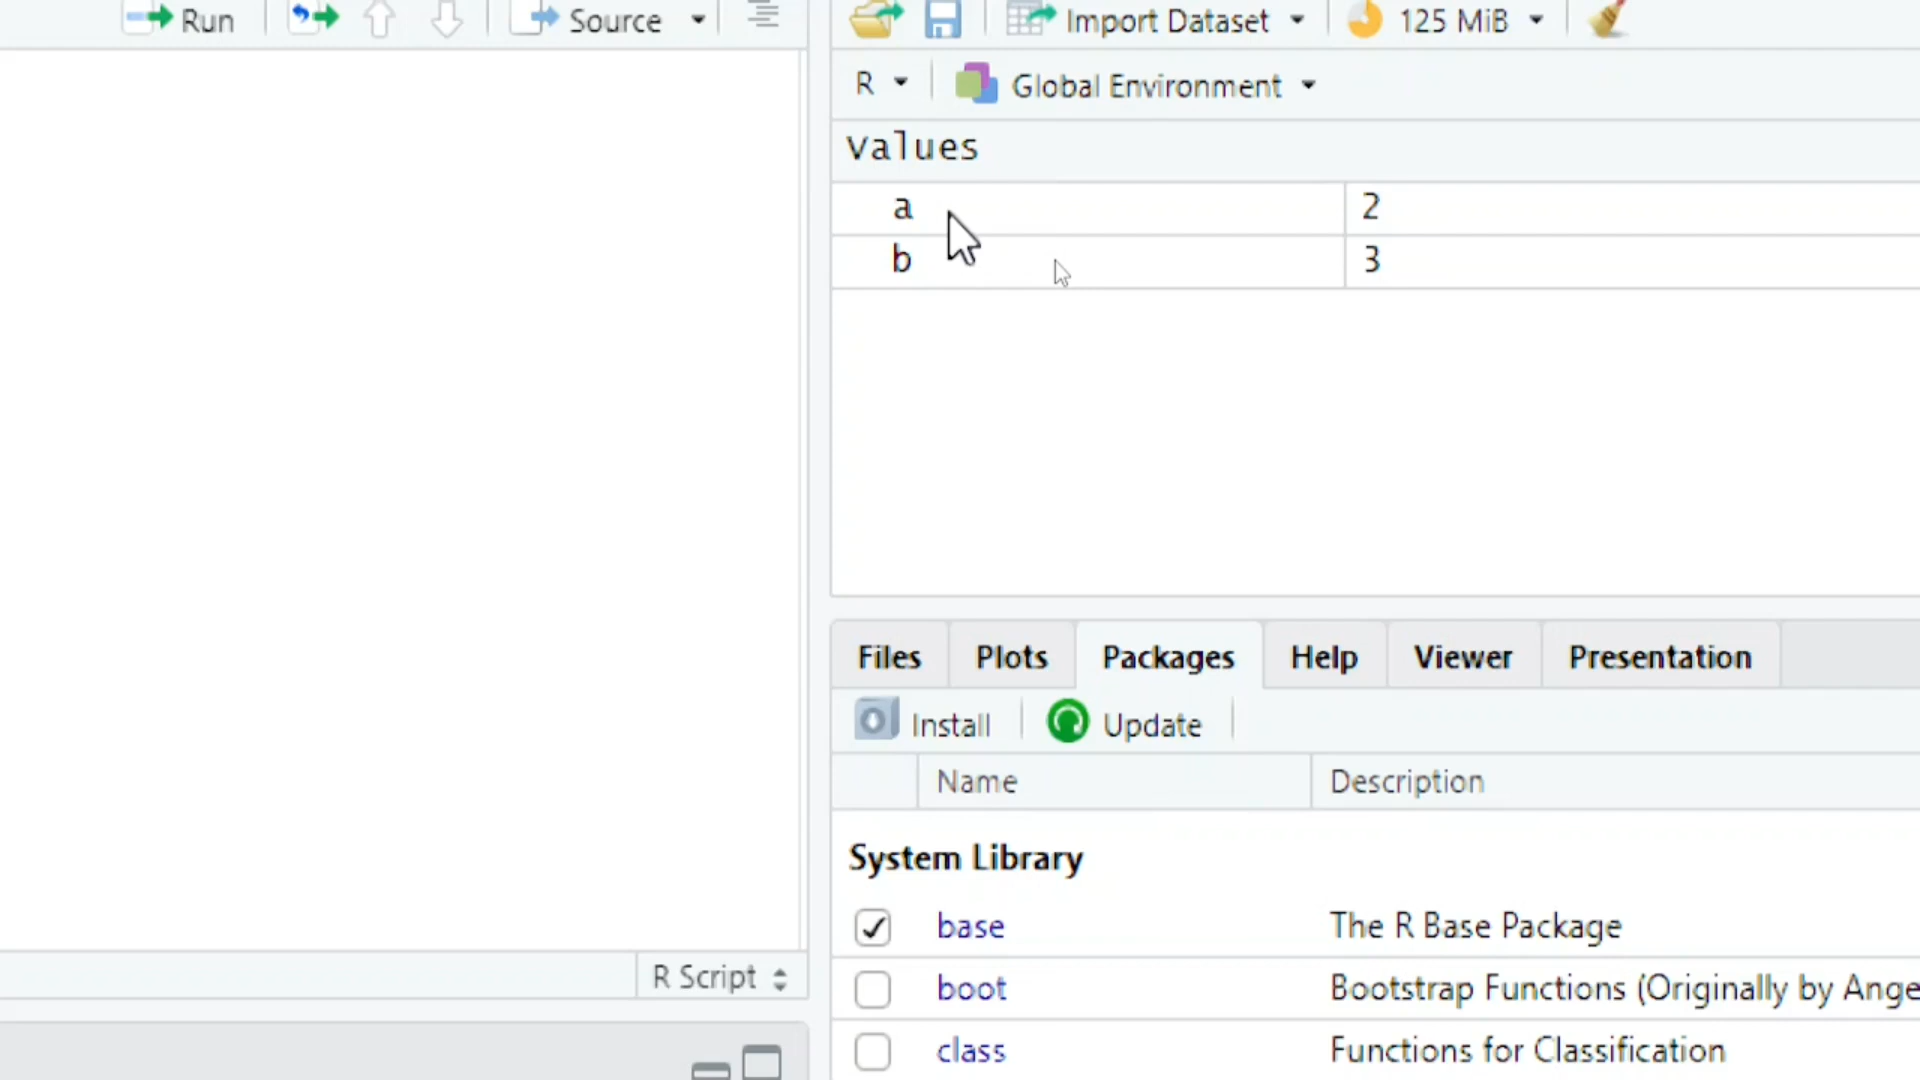 Run
Source
Import Dataset
125 MiB
R
Global Environment
Values
a 2
b 3
Files Plots Packages Help Viewer Presentation
Install Update
Name Description
System Library
base The R Base Package
boot Bootstrap Functions (Originally by Ange
class Functions for Classification
R Script